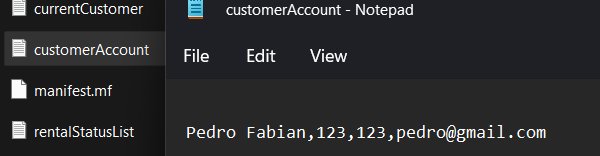 currentCustomer
customerAccount
manifest.mf
rentalStatusList
customerAccount - Notepad
File Edit View
Pedro Fabian,123,123,pedro@gmail.com